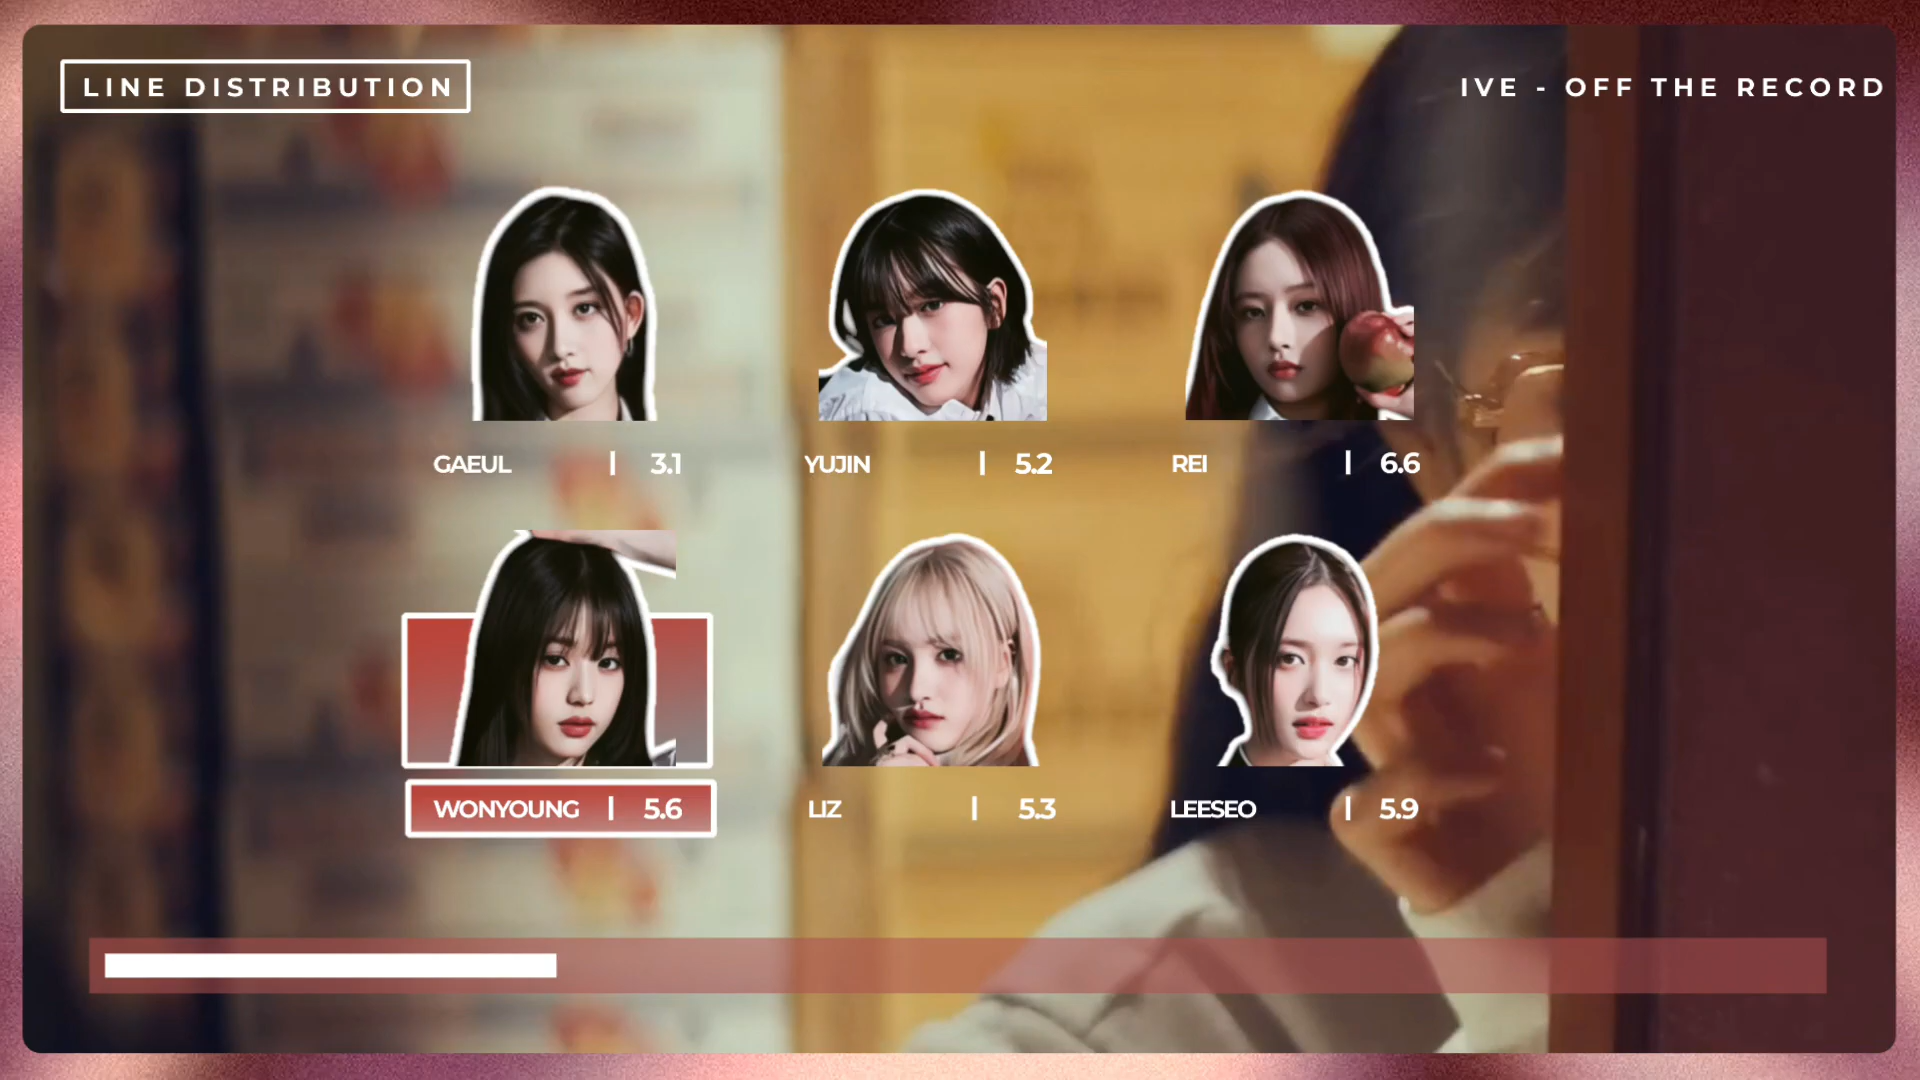 LINE DISTRIBUTION
IVE - OFF THE RECORD
GAEUL | 3.1
YUJIN | 5.2
REI | 6.6
WONYOUNG | 5.6
LIZ | 5.3
LEESEO | 5.9